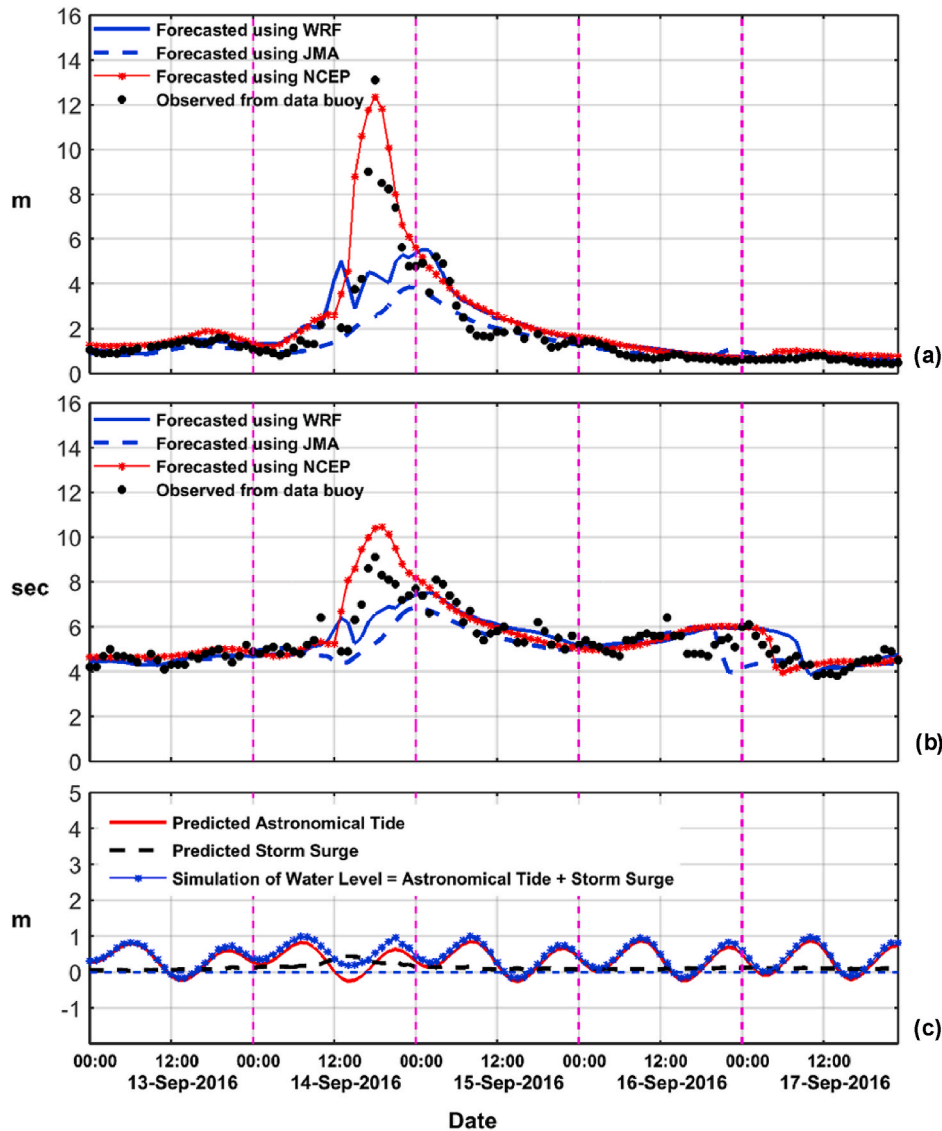 16
14
12
10
8
6
4
2
0
m
Forecasted using WRF
Forecasted using JMA
Forecasted using NCEP
Observed from data buoy
(a)
16
14
12
10
8
6
4
2
0
sec
Forecasted using WRF
Forecasted using JMA
Forecasted using NCEP
Observed from data buoy
(b)
5
4
3
2
1
0
-1
m
Predicted Astronomical Tide
Predicted Storm Surge
Simulation of Water Level = Astronomical Tide + Storm Surge
(c)
00:00 12:00 00:00 12:00 00:00 12:00 00:00 12:00 00:00 12:00
13-Sep-2016 14-Sep-2016 15-Sep-2016 16-Sep-2016 17-Sep-2016
Date